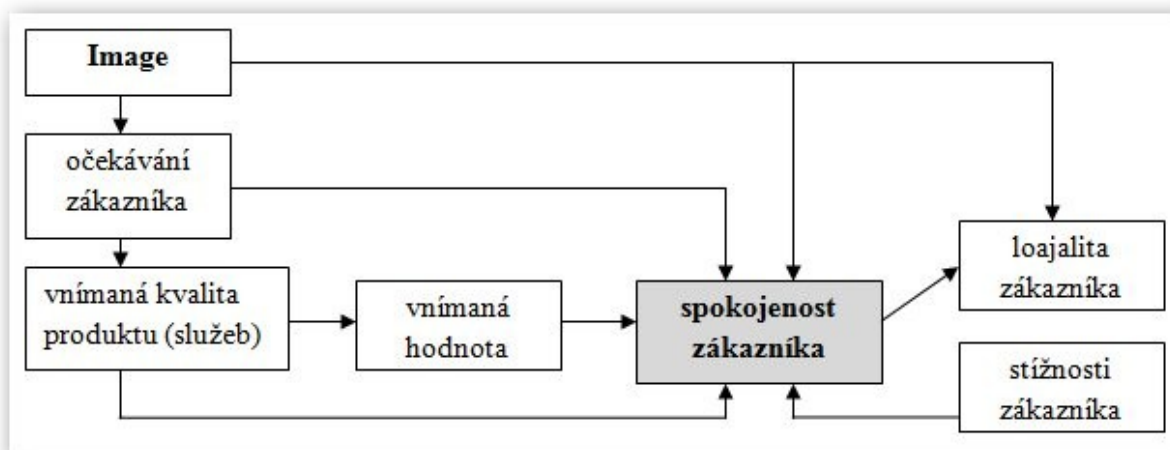 Image
očekávání
zákazníka
vnímaná kvalita
produktu (služeb)
vnímaná
hodnota
spokojenost
zákazníka
loajalita
zákazníka
stížnosti
zákazníka